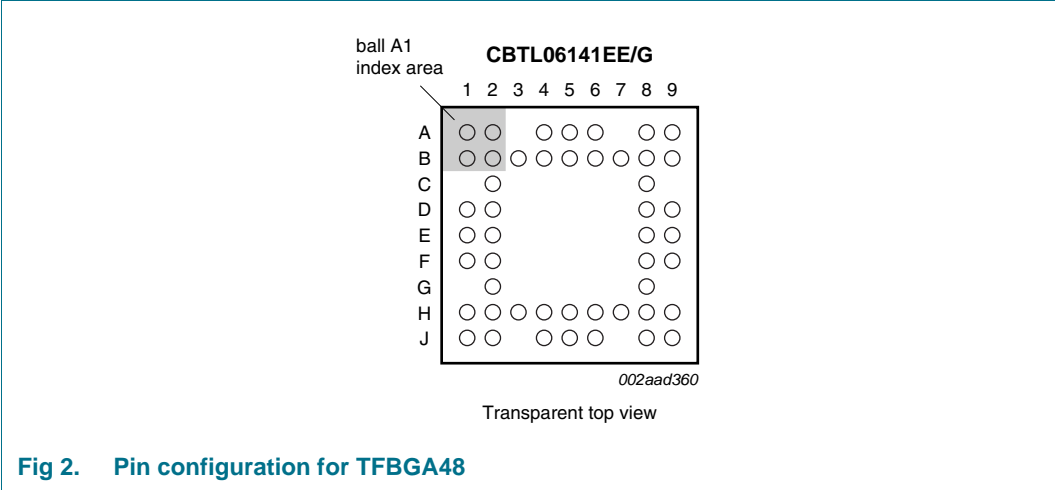 ball A1
index area
CBTL06141EE/G
1 2 3 4 5 6 7 8 9
A
B
C
D
E
F
G
H
J
002aad360
Transparent top view
Fig 2. Pin configuration for TFBGA48